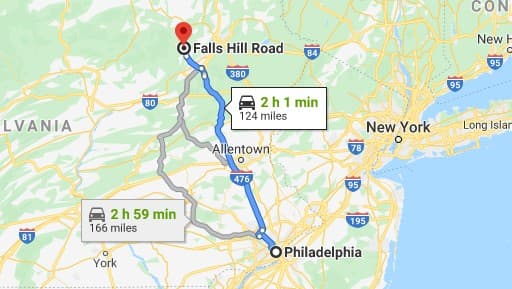 CON
Falls Hill Road
84
95
New H
95
380
80
2 h 1 min
124 miles
LVANIA
New York
Long Island
Allentown
78
476
95
2 h 59 min
166 miles
195
81
York
Philadelphia